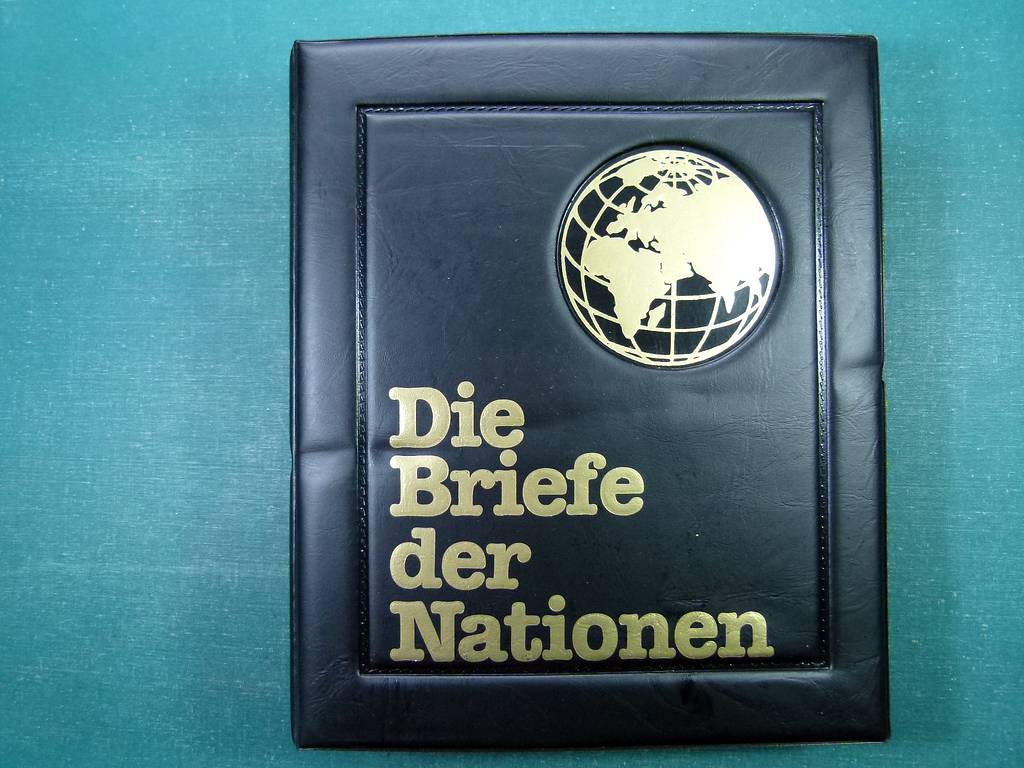 Die
Briefe
der
Nationen